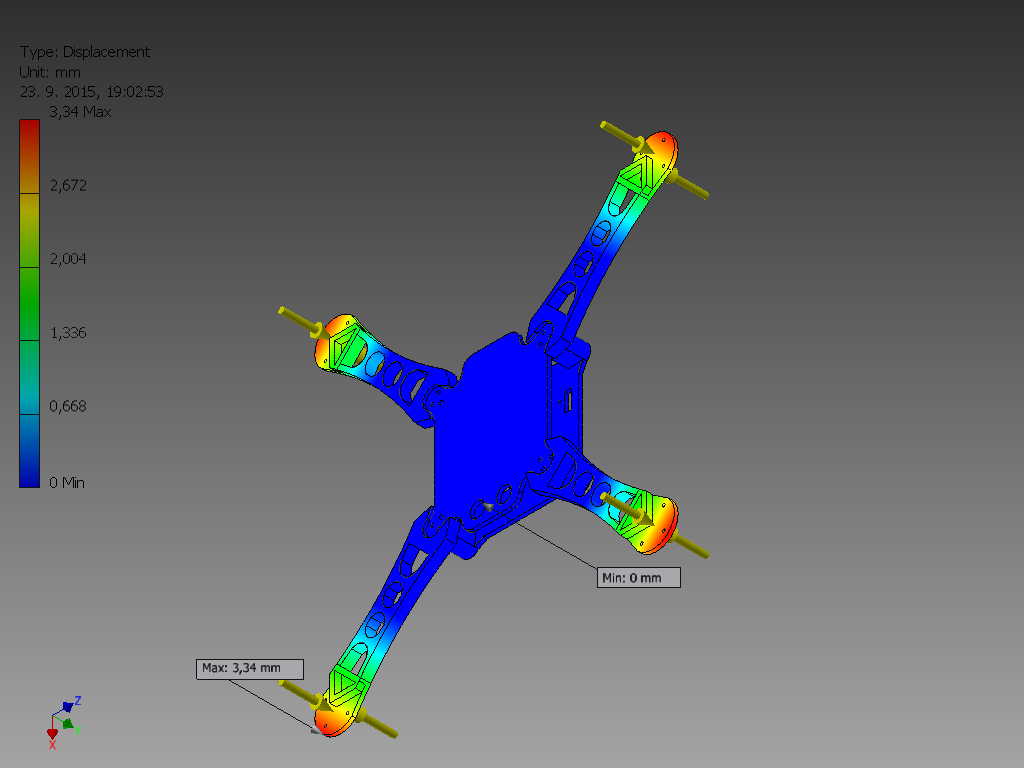 Type: Displacement
Unit: mm
23. 9. 2015, 19:02:53
3,34 Max
2,672
2,004
1,336
0,668
0 Min
Min: 0 mm
Max: 3,34 mm
Z
Y
X